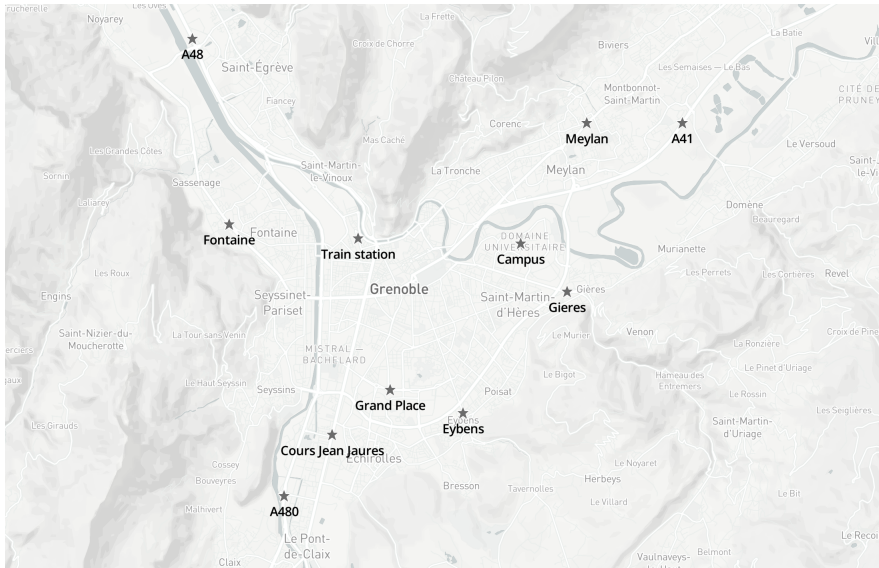 Les Oves
Noyarey
La Frette
A48
Croix de Chorre
Biviers
La Batie
Saint-Égrève
Château Pilon
Les Semaises — Le Bas
Fiancey
Montbonnot-
Saint-Martin
CITÉ DE
PRUNEY
Corenc
Meylan
A41
Mas Caché
Le Versoud
Les Grandes Côtes
Saint-Martin-
le-Vinoux
La Tronche
Meylan
Sornin
Sassenage
Laliarey
Domène
Beauregard
Fontaine
Fontaine
Train station
DOMAINE
UNIVERSITAIRE
Campus
Murianette
Les Roux
Les Perrets
Les Cortières
Revel
Engins
Seyssinet-
Pariset
Grenoble
Saint-Martin-
d'Hères
Gières
Gieres
Saint-Nizier-du-
Moucherotte
La Tour sans Venin
Le Murier
Venon
Croix de Pine
MISTRAL —
BACHELARD
La Ronzière
Le Pinet d'Uriage
Le Haut Seyssin
Seyssins
Le Bigot
Hameau des
Entremers
Poisat
Le Rossin
Grand Place
Les Seiglières
Les Girauds
Eybens
Eybens
Saint-Martin-
d'Uriage
Cours Jean Jaures
Échirolles
Cossey
Le Noyaret
Bouveyres
Bresson
Tavernolles
Herbeys
Le Bit
Malhivert
A480
Le Villard
Le Pont-
de-Claix
Claix
Vaulnaveys-
Belmont